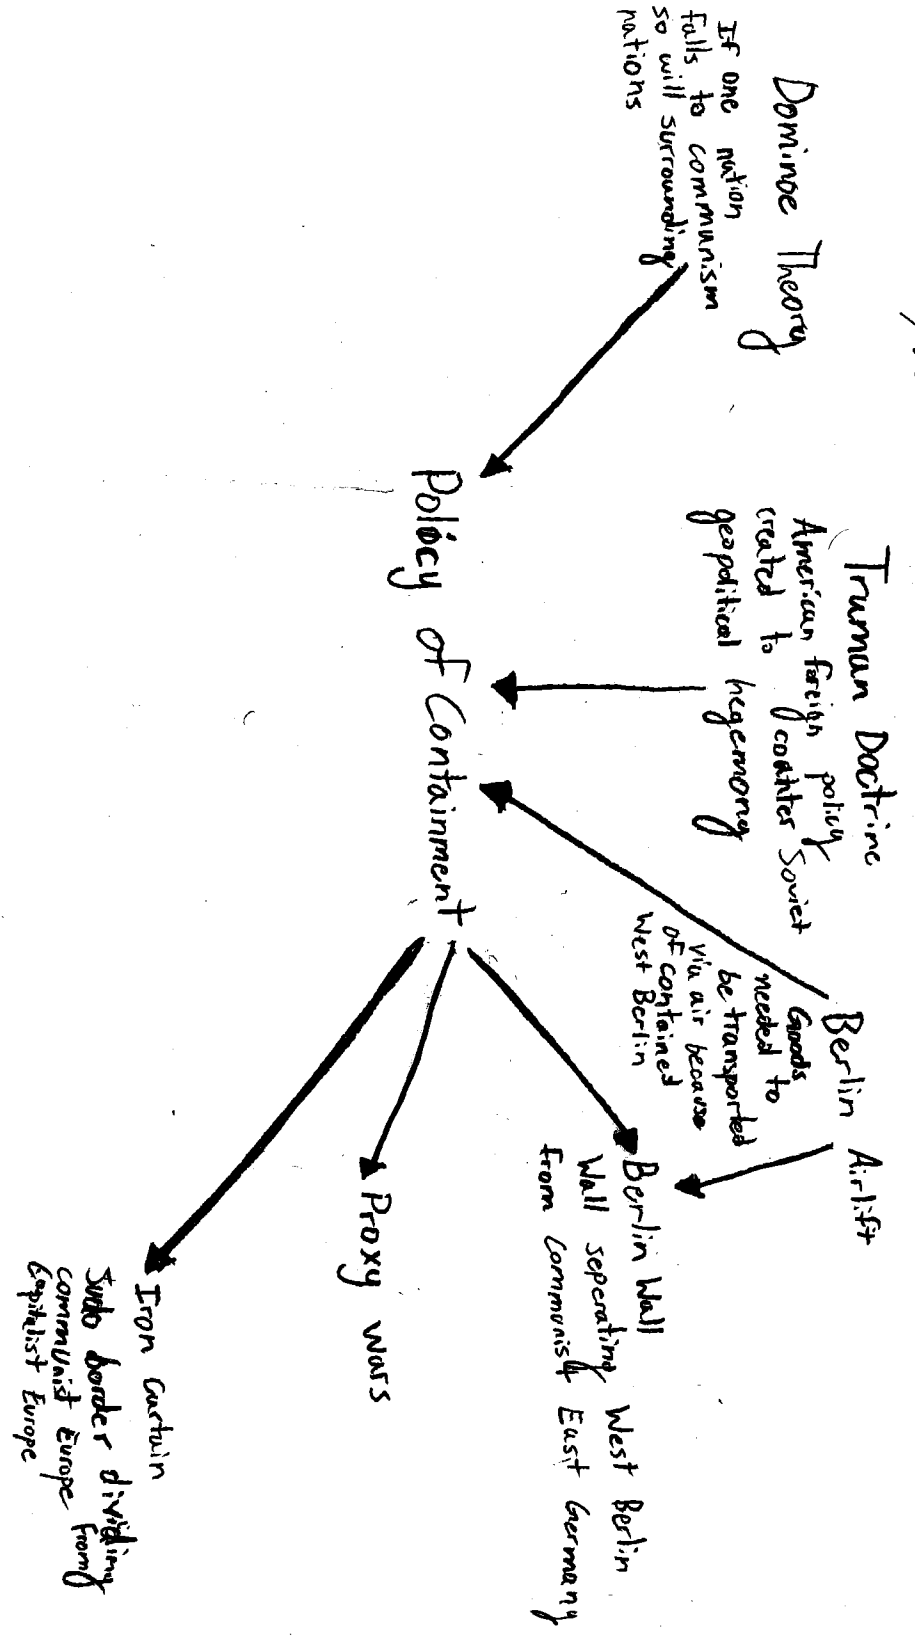 Dominoe Theory
If one nation
falls to communism
so will surrounding
nations
Truman Doctrine
American foreign policy
created to counter Soviet
geopolitical hegemony
Berlin Airlift
Goods
needed to
be transported
via air because
of contained
West Berlin
Policy of Containment
Berlin Wall
Wall seperating West Berlin
from Communist East Germany
Proxy wars
Iron Curtain
Sudo border dividing
communist Europe from
Capitalist Europe